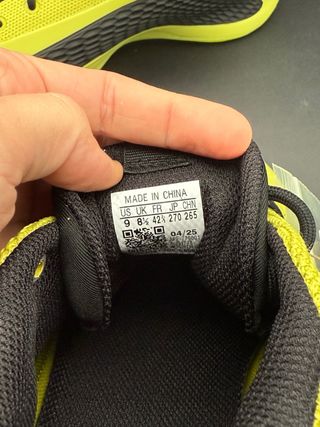 MADE IN CHINA
US UK FR JP CHN
9 8½ 42⅔ 270 265
04/25